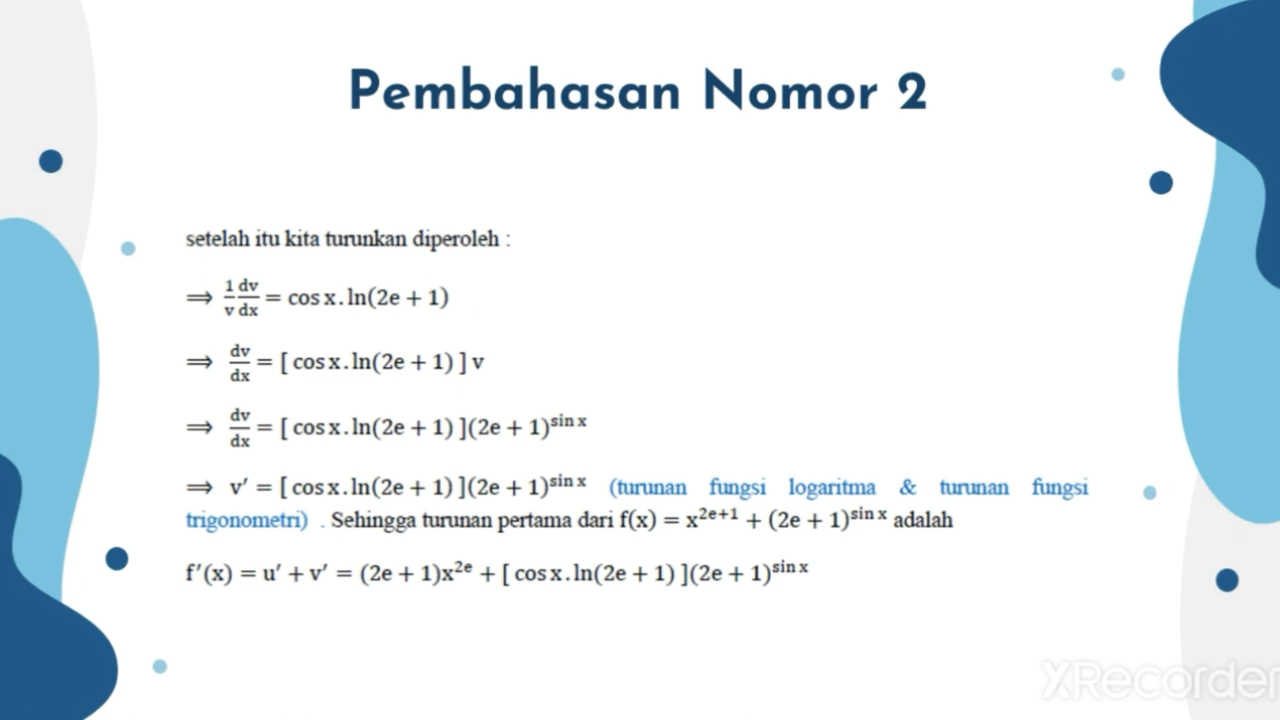 Pembahasan Nomor 2
setelah itu kita turunkan diperoleh :
⟹ 1/v dv/dx = cos x. ln(2e + 1)
⟹ dv/dx = [ cos x. ln(2e + 1) ] v
⟹ dv/dx = [ cos x. ln(2e + 1) ](2e + 1)^sin x
⟹ v′ = [ cos x. ln(2e + 1) ](2e + 1)^sin x (turunan fungsi logaritma & turunan fungsi
trigonometri) . Sehingga turunan pertama dari f(x) = x^2e+1 + (2e + 1)^sin x adalah
f′(x) = u′ + v′ = (2e + 1)x^2e + [ cos x. ln(2e + 1) ](2e + 1)^sin x
XRecorder